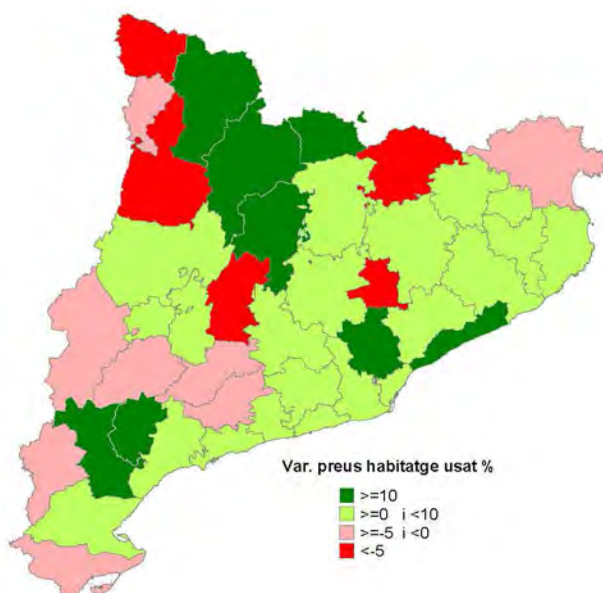 Var. preus habitatge usat %
>=10
>=0 i <10
>=-5 i <0
<-5